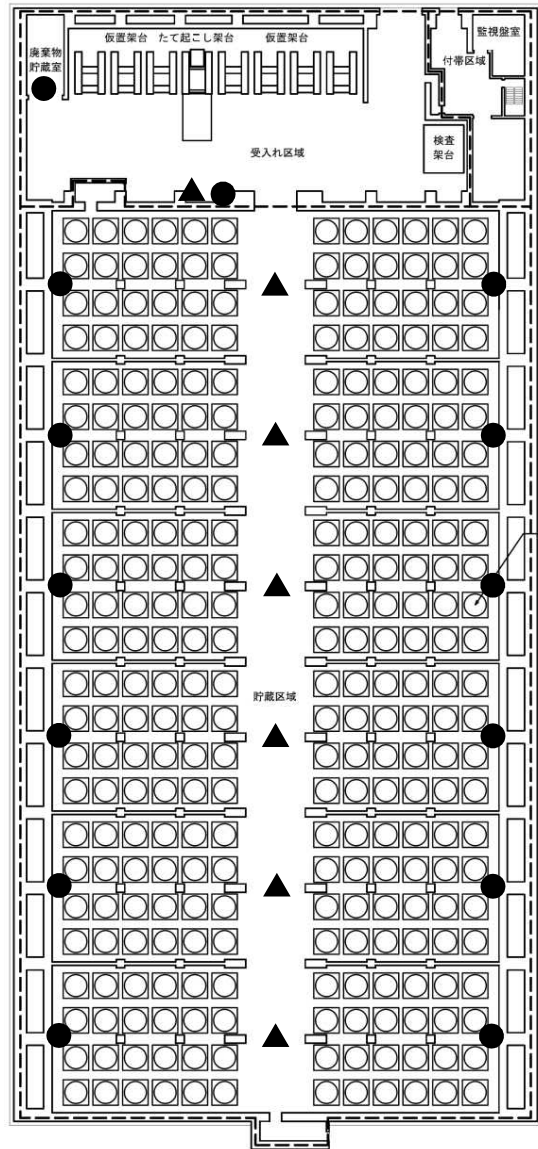 廃棄物
貯蔵室
仮置架台 たて起こし架台 仮置架台
監視盤室
付帯区域
受入れ区域
検査
架台
貯蔵区域